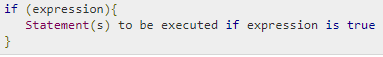 if (expression){
   Statement(s) to be executed if expression is true
}